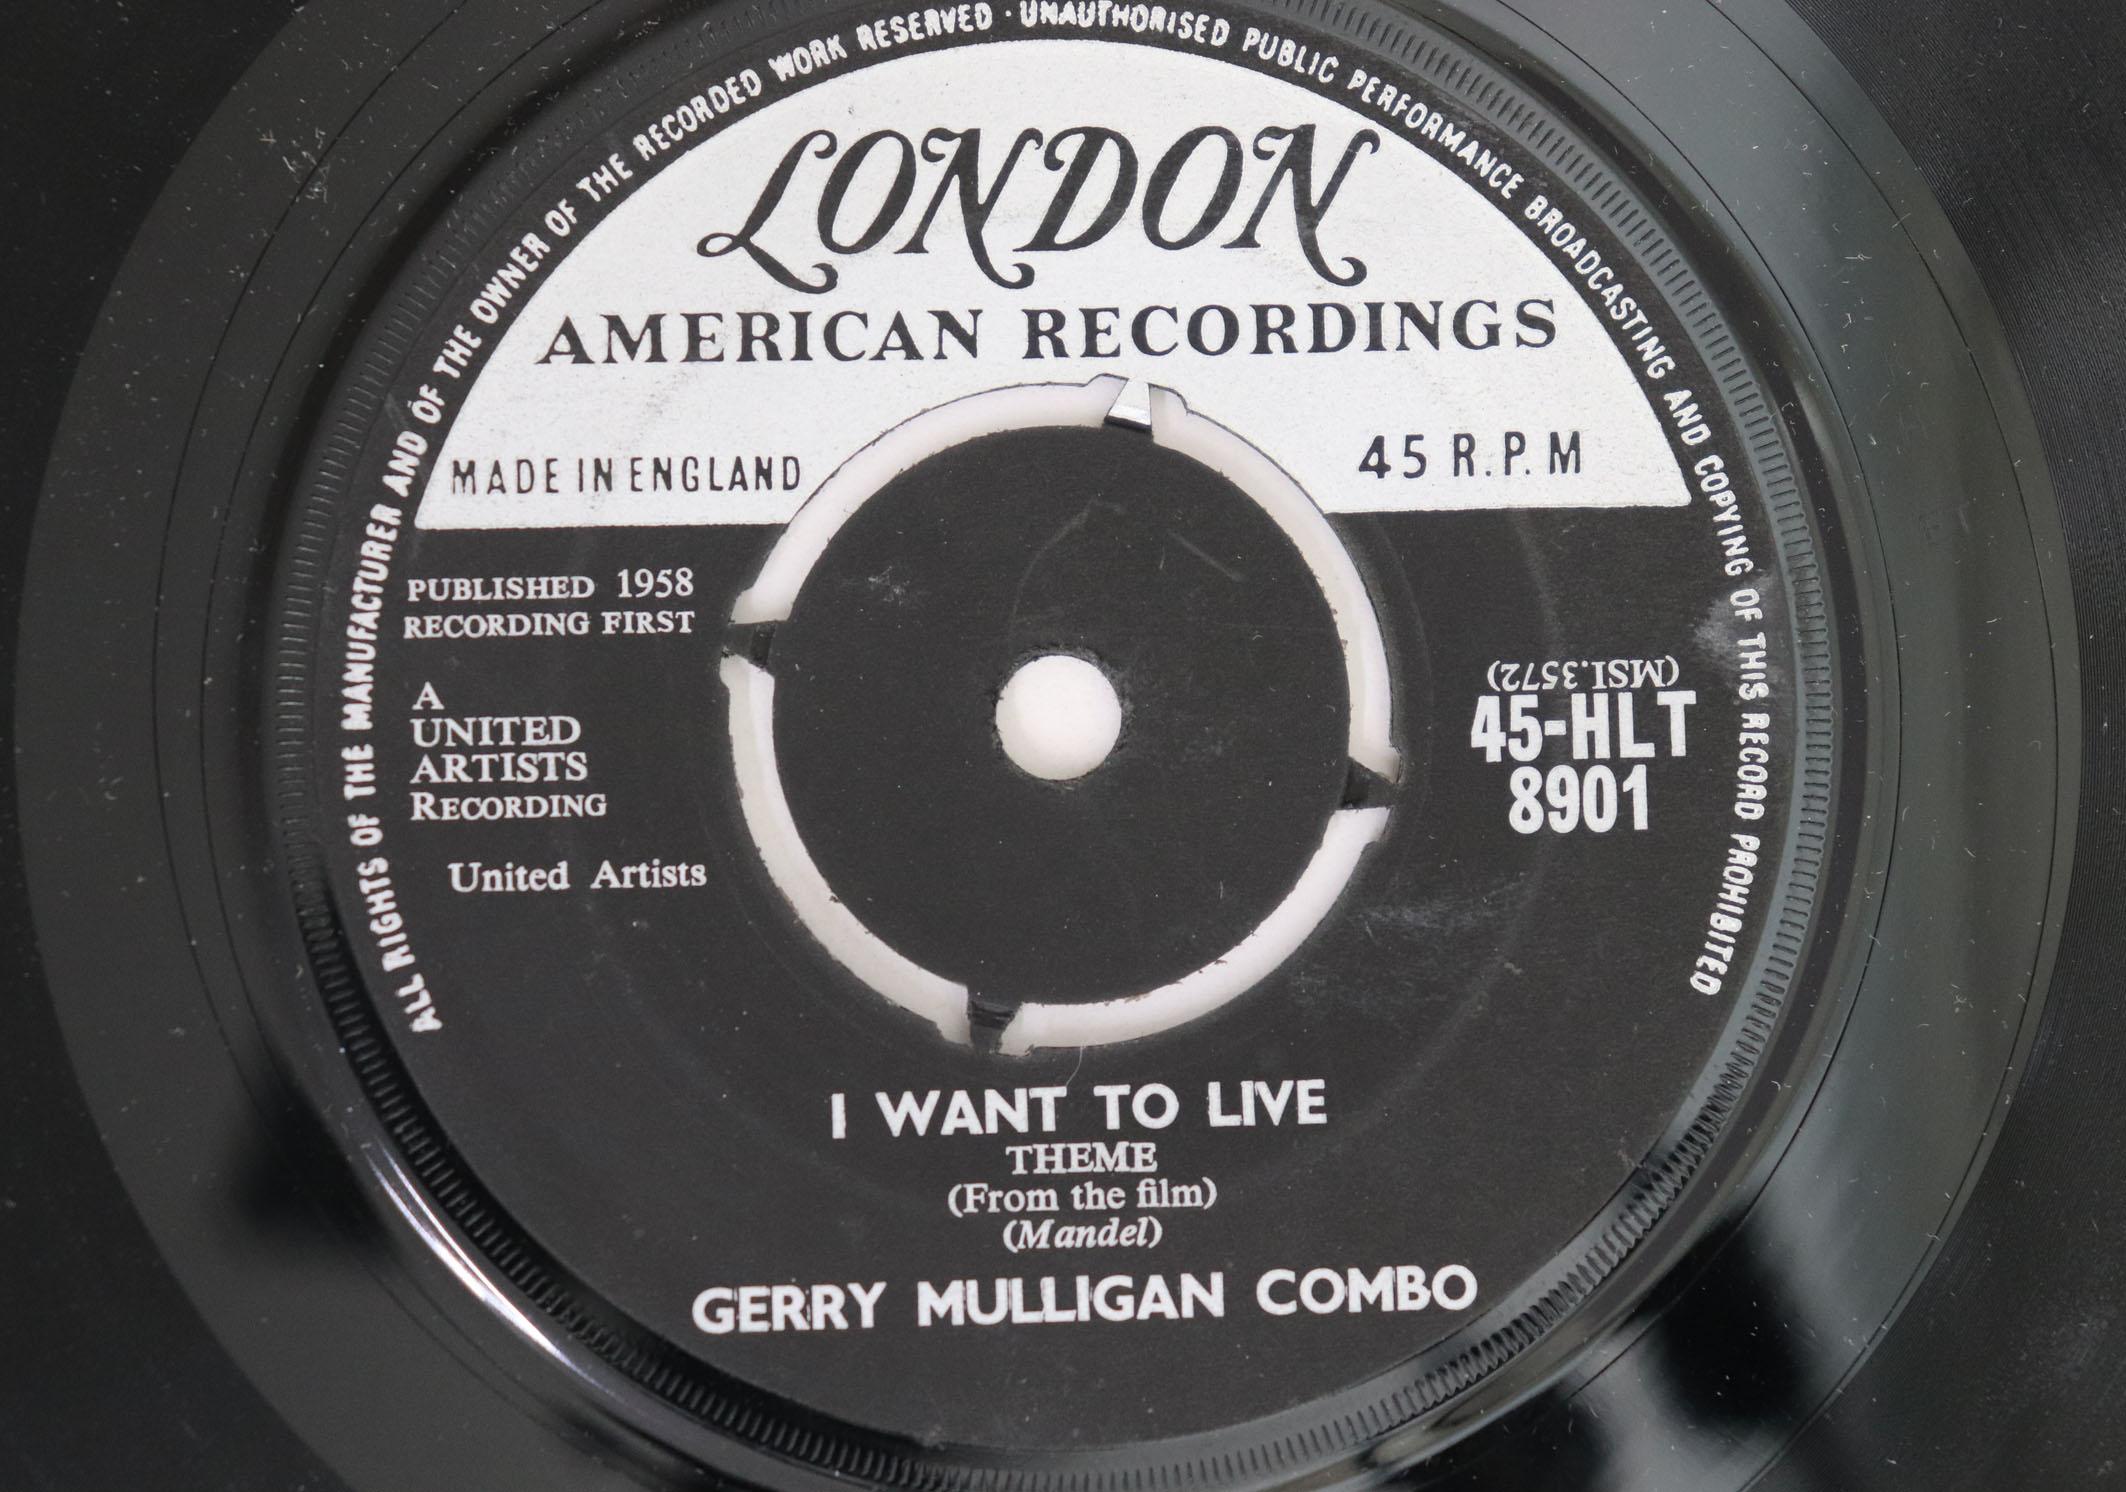 ALL RIGHTS OF THE MANUFACTURER AND OF THE OWNER OF THE RECORDED WORK RESERVED · UNAUTHORISED PUBLIC PERFORMANCE BROADCASTING AND COPYING OF THIS RECORD PROHIBITED
LONDON
AMERICAN RECORDINGS
MADE IN ENGLAND
45 R.P.M
PUBLISHED 1958
RECORDING FIRST
A
UNITED
ARTISTS
RECORDING
United Artists
(MSI.3572)
45-HLT
8901
I WANT TO LIVE
THEME
(From the film)
(Mandel)
GERRY MULLIGAN COMBO